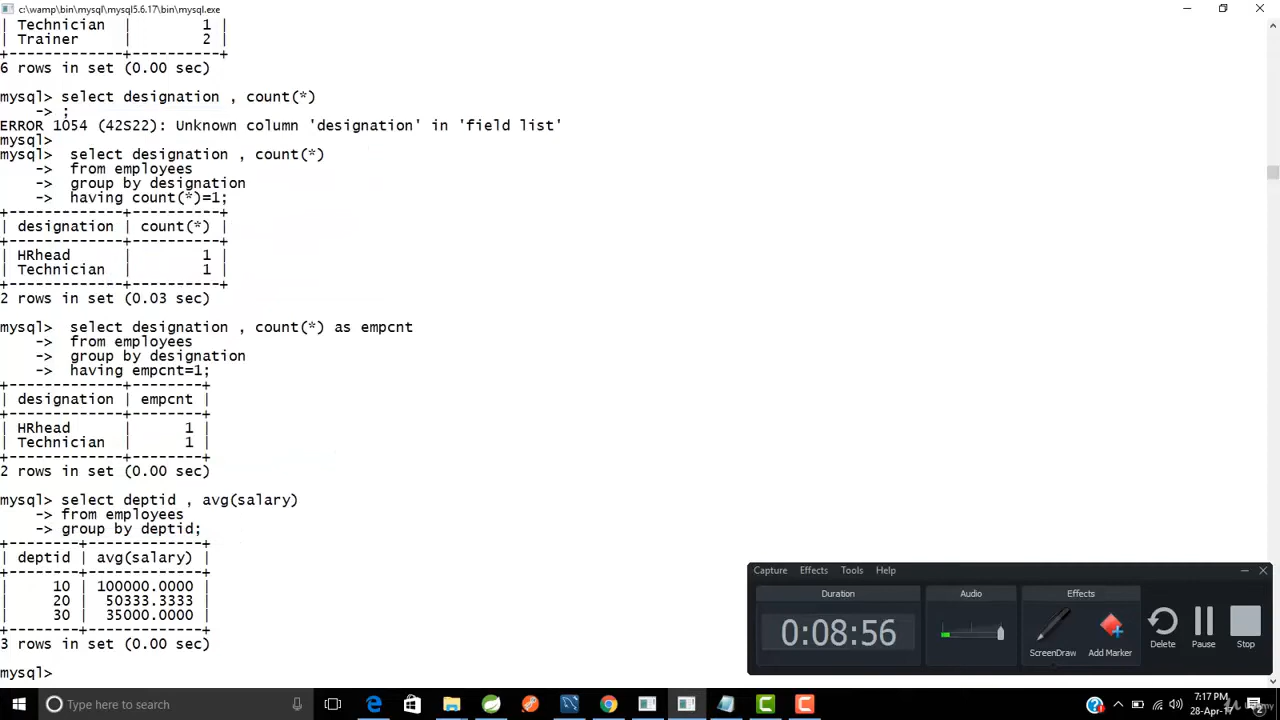 c:\wamp\bin\mysql\mysql5.6.17\bin\mysql.exe
| Technician  |        1 |
| Trainer     |        2 |
+-------------+----------+
6 rows in set (0.00 sec)
mysql> select designation , count(*)
    -> ;
ERROR 1054 (42S22): Unknown column 'designation' in 'field list'
mysql>
mysql>  select designation , count(*)
    ->  from employees
    ->  group by designation
    ->  having count(*)=1;
+-------------+----------+
| designation | count(*) |
+-------------+----------+
| HRhead      |        1 |
| Technician  |        1 |
+-------------+----------+
2 rows in set (0.03 sec)
mysql>  select designation , count(*) as empcnt
    ->  from employees
    ->  group by designation
    ->  having empcnt=1;
+-------------+--------+
| designation | empcnt |
+-------------+--------+
| HRhead      |      1 |
| Technician  |      1 |
+-------------+--------+
2 rows in set (0.00 sec)
mysql> select deptid , avg(salary)
    -> from employees
    -> group by deptid;
+--------+-------------+
| deptid | avg(salary) |
+--------+-------------+
|     10 | 100000.0000 |
|     20 |  50333.3333 |
|     30 |  35000.0000 |
+--------+-------------+
3 rows in set (0.00 sec)
mysql>
Capture Effects Tools Help
Duration Audio Effects
0:08:56
ScreenDraw Add Marker Delete Pause Stop
Type here to search
7:17 PM
28-Apr-17